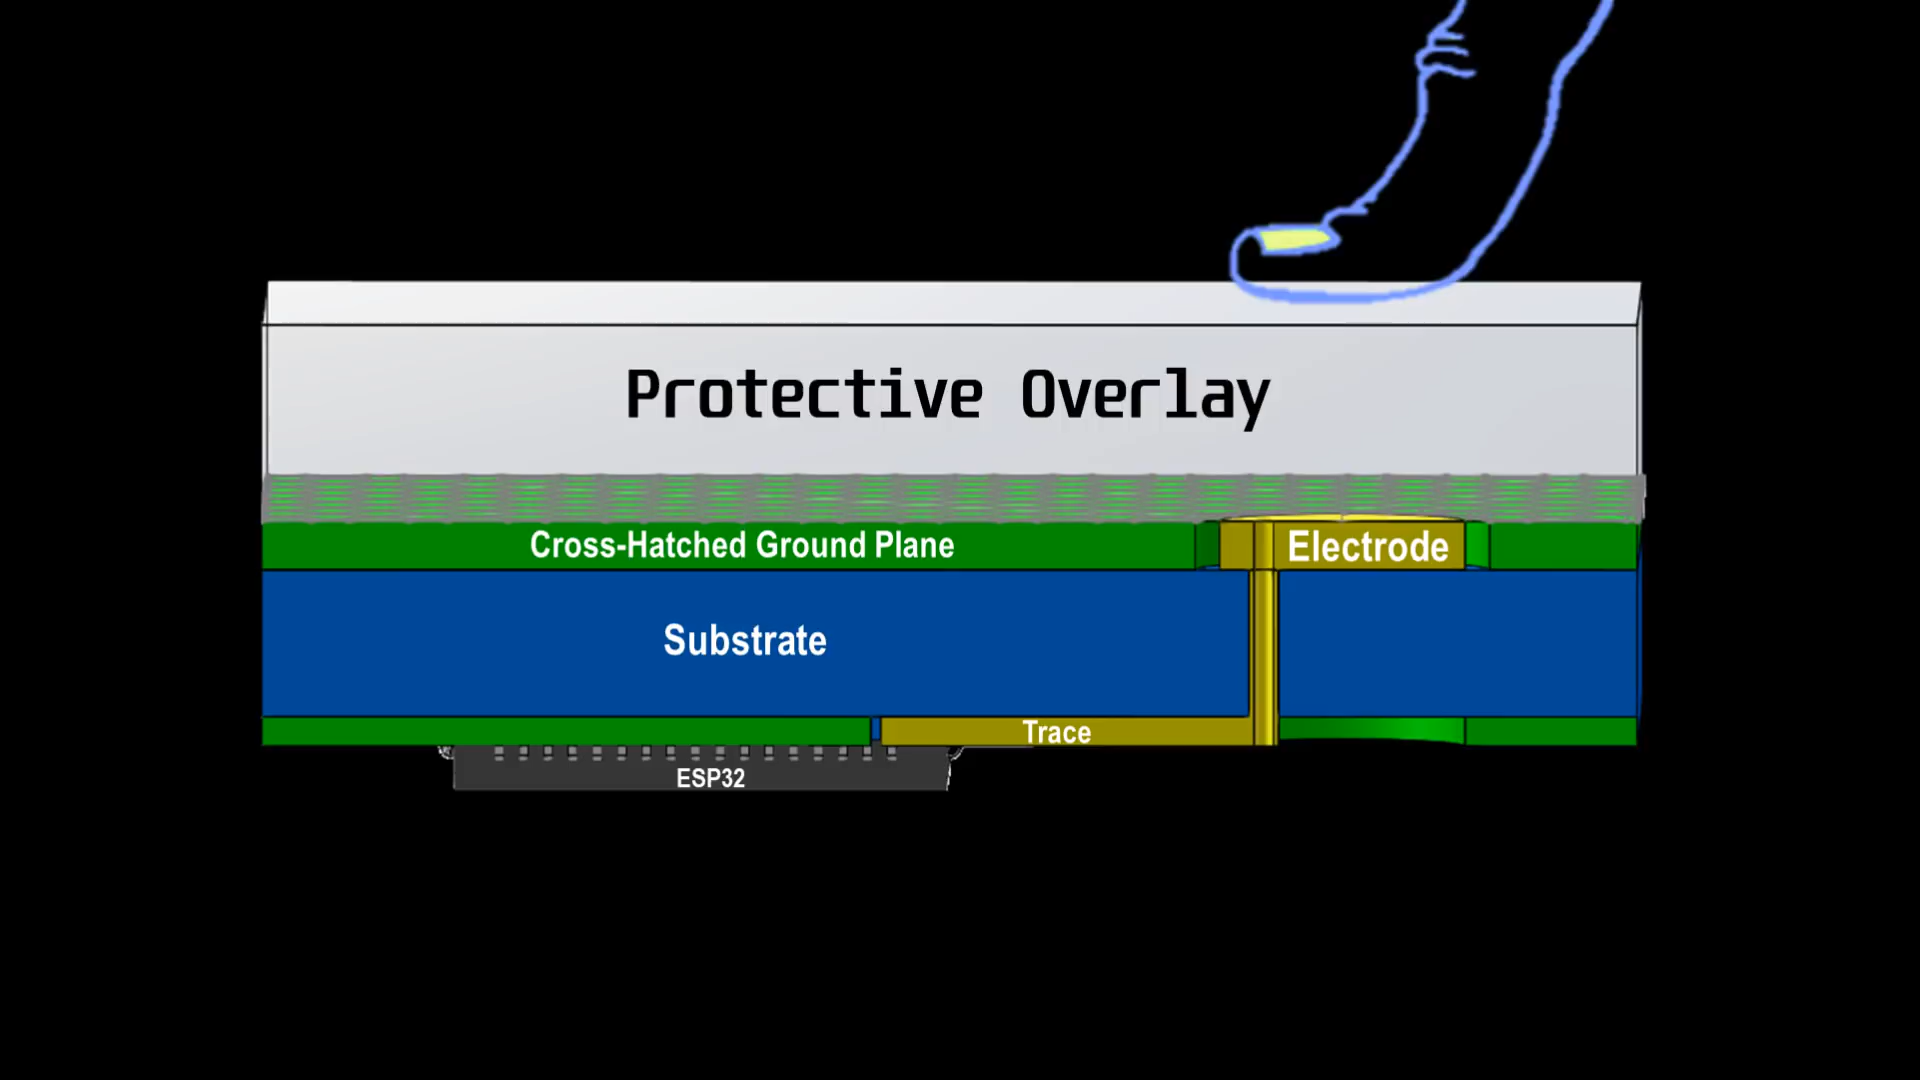 Protective Overlay
Cross-Hatched Ground Plane
Electrode
Substrate
Trace
ESP32